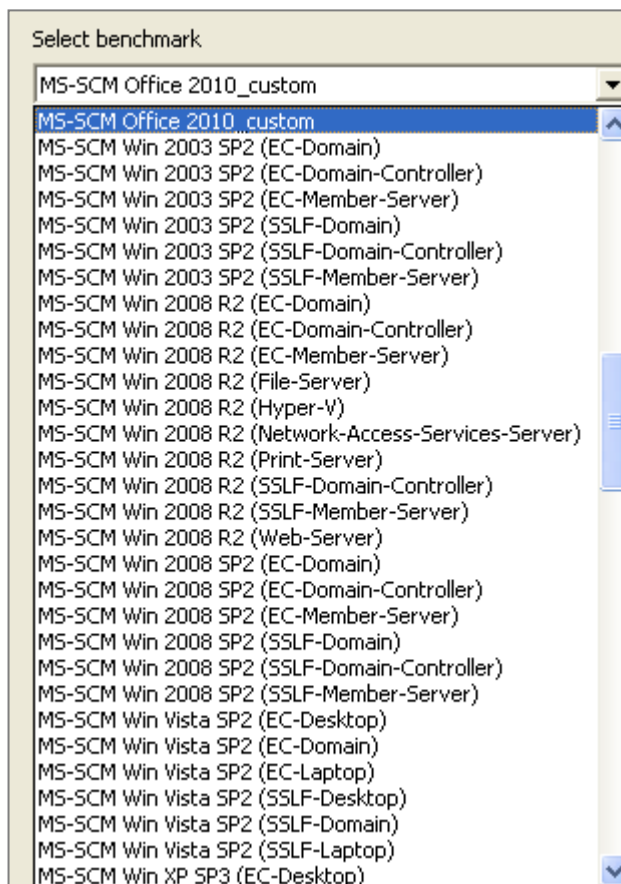 Select benchmark
MS-SCM Office 2010_custom
MS-SCM Office 2010_custom
MS-SCM Win 2003 SP2 (EC-Domain)
MS-SCM Win 2003 SP2 (EC-Domain-Controller)
MS-SCM Win 2003 SP2 (EC-Member-Server)
MS-SCM Win 2003 SP2 (SSLF-Domain)
MS-SCM Win 2003 SP2 (SSLF-Domain-Controller)
MS-SCM Win 2003 SP2 (SSLF-Member-Server)
MS-SCM Win 2008 R2 (EC-Domain)
MS-SCM Win 2008 R2 (EC-Domain-Controller)
MS-SCM Win 2008 R2 (EC-Member-Server)
MS-SCM Win 2008 R2 (File-Server)
MS-SCM Win 2008 R2 (Hyper-V)
MS-SCM Win 2008 R2 (Network-Access-Services-Server)
MS-SCM Win 2008 R2 (Print-Server)
MS-SCM Win 2008 R2 (SSLF-Domain-Controller)
MS-SCM Win 2008 R2 (SSLF-Member-Server)
MS-SCM Win 2008 R2 (Web-Server)
MS-SCM Win 2008 SP2 (EC-Domain)
MS-SCM Win 2008 SP2 (EC-Domain-Controller)
MS-SCM Win 2008 SP2 (EC-Member-Server)
MS-SCM Win 2008 SP2 (SSLF-Domain)
MS-SCM Win 2008 SP2 (SSLF-Domain-Controller)
MS-SCM Win 2008 SP2 (SSLF-Member-Server)
MS-SCM Win Vista SP2 (EC-Desktop)
MS-SCM Win Vista SP2 (EC-Domain)
MS-SCM Win Vista SP2 (EC-Laptop)
MS-SCM Win Vista SP2 (SSLF-Desktop)
MS-SCM Win Vista SP2 (SSLF-Domain)
MS-SCM Win Vista SP2 (SSLF-Laptop)
MS-SCM Win XP SP3 (EC-Desktop)